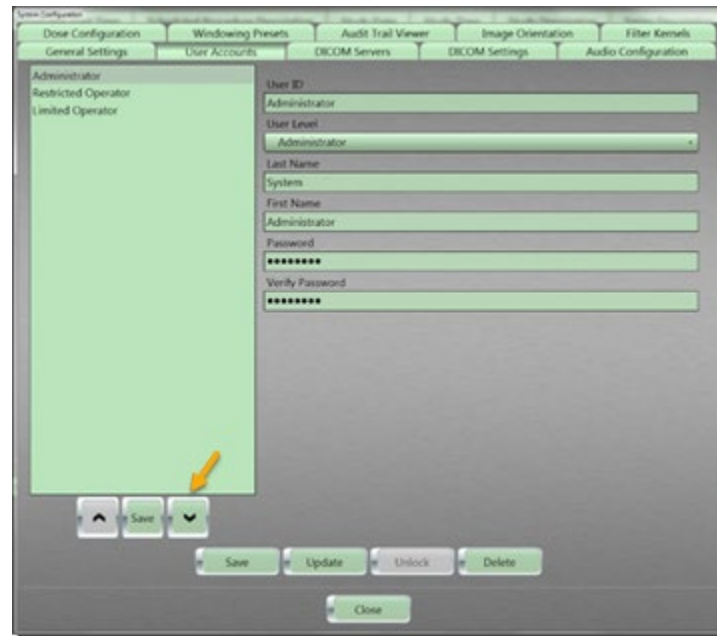 System Configuration
Dose Configuration Windowing Presets Audit Trail Viewer Image Orientation Filter Kernels
General Settings User Accounts DICOM Servers DICOM Settings Audio Configuration
Administrator
Restricted Operator
Limited Operator
User ID
Administrator
User Level
Administrator
Last Name
System
First Name
Administrator
Password
••••••••
Verify Password
••••••••
Save
Save Update Unlock Delete
Close